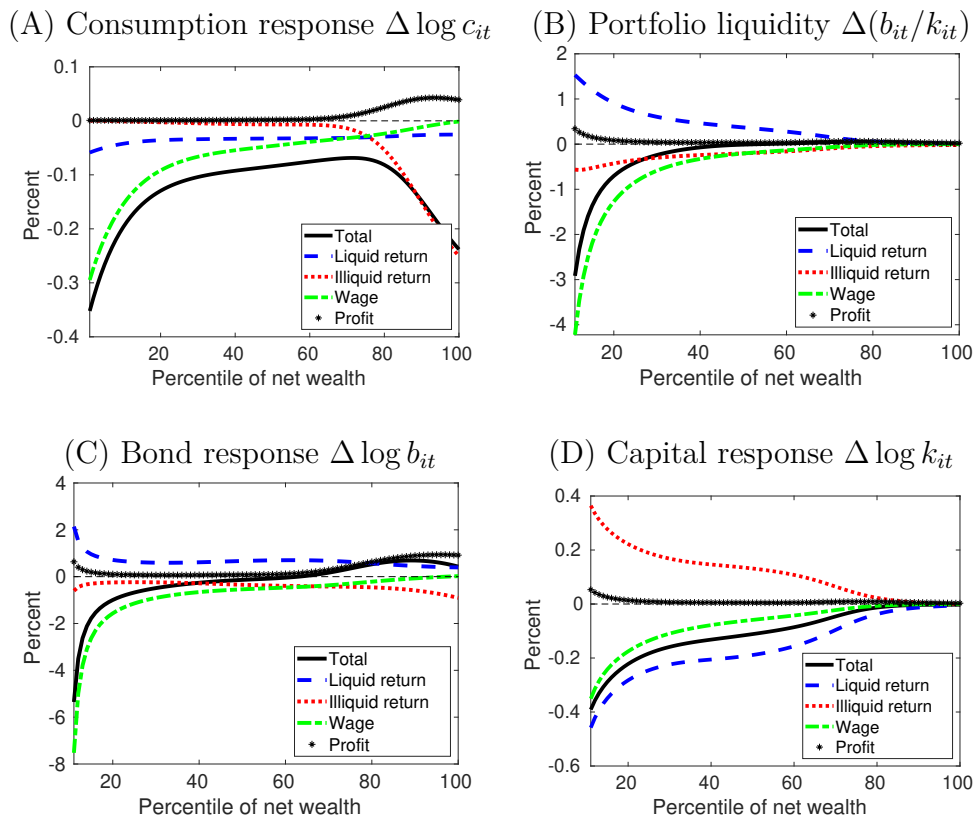 (A) Consumption response Δ log c_it
0.1
0
-0.1
-0.2
-0.3
-0.4
Percent
20 40 60 80 100
Percentile of net wealth
Total
Liquid return
Illiquid return
Wage
Profit
(B) Portfolio liquidity Δ(b_it/k_it)
2
1
0
-1
-2
-3
-4
Percent
20 40 60 80 100
Percentile of net wealth
Total
Liquid return
Illiquid return
Wage
Profit
(C) Bond response Δ log b_it
4
2
0
-2
-4
-6
-8
Percent
20 40 60 80 100
Percentile of net wealth
Total
Liquid return
Illiquid return
Wage
Profit
(D) Capital response Δ log k_it
0.4
0.2
0
-0.2
-0.4
-0.6
Percent
20 40 60 80 100
Percentile of net wealth
Total
Liquid return
Illiquid return
Wage
Profit